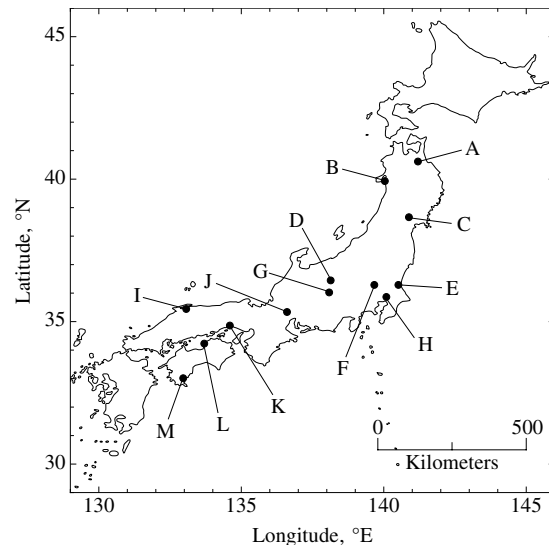 45
40
35
30
130
135
140
145
Latitude, °N
Longitude, °E
A
B
C
D
G
J
I
E
F
H
K
L
M
0
500
Kilometers